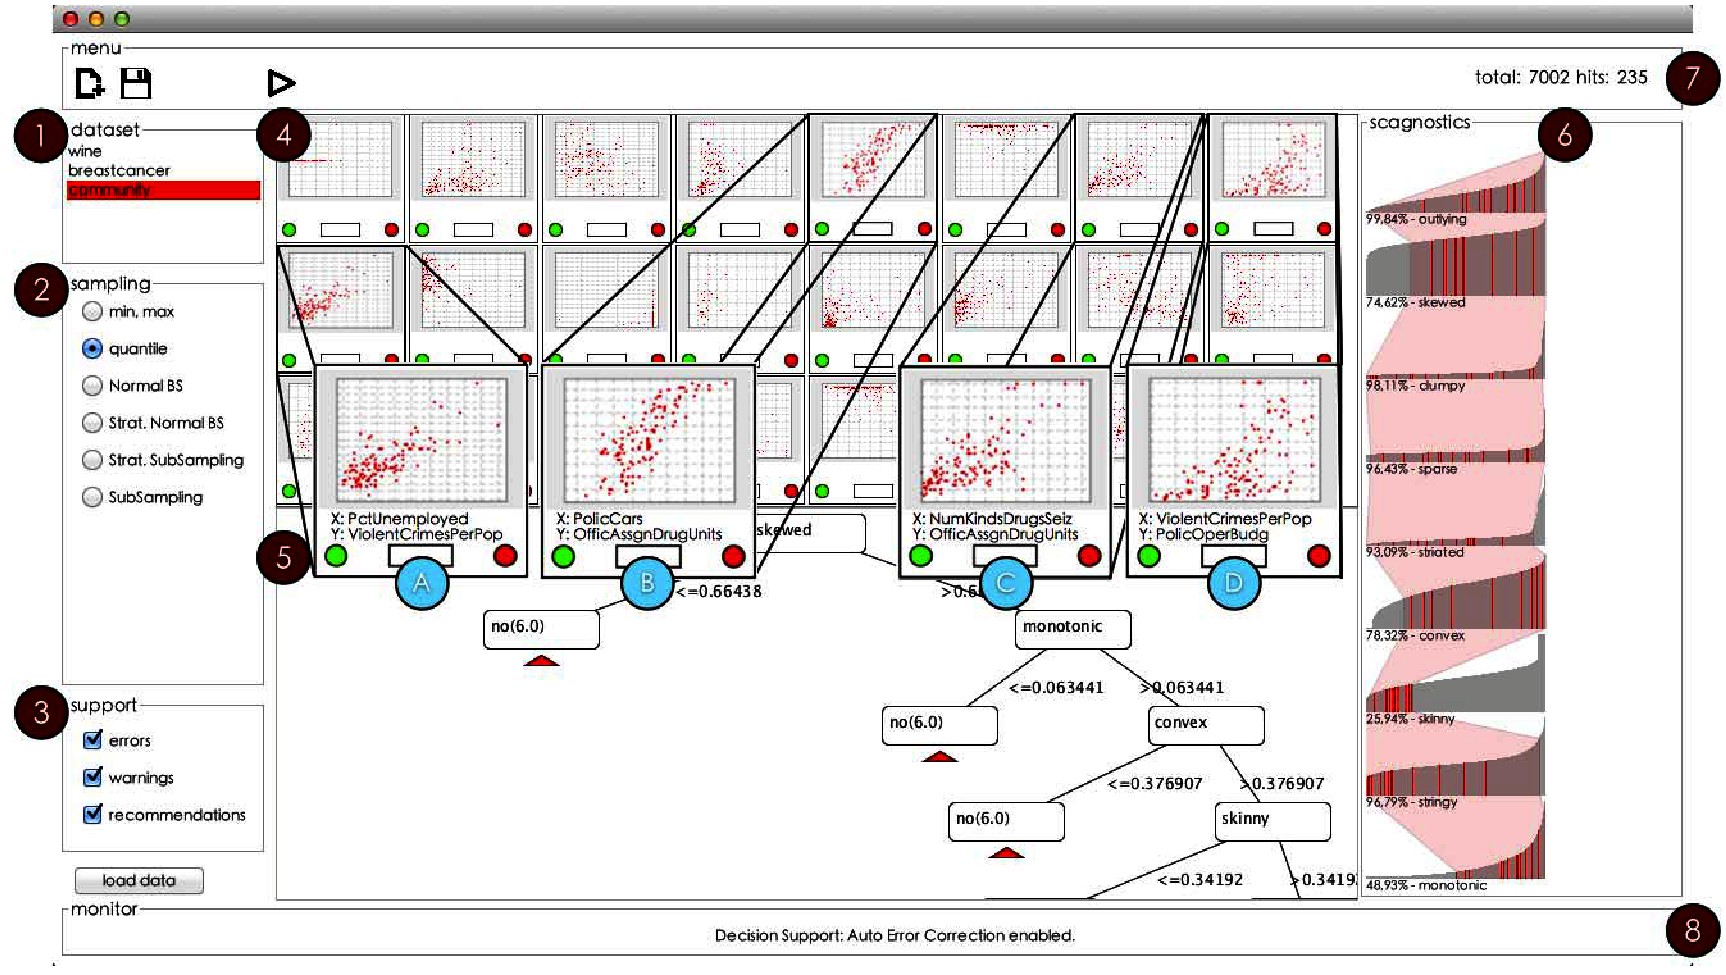 menu
total: 7002 hits: 235
7
1
dataset
4
scagnostics
6
wine
breastcancer
community
99,84% - outlying
2
sampling
min, max
quantile
Normal BS
Strat. Normal BS
Strat. SubSampling
SubSampling
74,62% - skewed
98,11% - clumpy
96,43% - sparse
93,09% - striated
78,32% - convex
25,94% - skinny
96,79% - stringy
48,93% - monotonic
X: PctUnemployed
Y: ViolentCrimesPerPop
X: PolicCars
Y: OfficAssgnDrugUnits
X: NumKindsDrugsSeiz
Y: OfficAssgnDrugUnits
X: ViolentCrimesPerPop
Y: PolicOperBudg
5
A
B
C
D
skewed
<=0.66438
>0.6
no(6.0)
monotonic
<=0.063441
>0.063441
no(6.0)
convex
<=0.376907
>0.376907
no(6.0)
skinny
<=0.34192
>0.3419
3
support
errors
warnings
recommendations
load data
monitor
Decision Support: Auto Error Correction enabled.
8